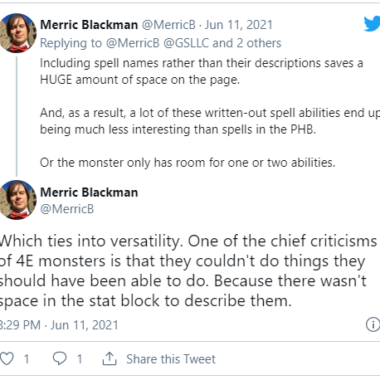 Merric Blackman @MerricB · Jun 11, 2021
Replying to @MerricB @GSLLC and 2 others
Including spell names rather than their descriptions saves a
HUGE amount of space on the page.
And, as a result, a lot of these written-out spell abilities end up
being much less interesting than spells in the PHB.
Or the monster only has room for one or two abilities.
Merric Blackman
@MerricB
Which ties into versatility. One of the chief criticisms
of 4E monsters is that they couldn't do things they
should have been able to do. Because there wasn't
space in the stat block to describe them.
8:29 PM · Jun 11, 2021
1 1 Share this Tweet